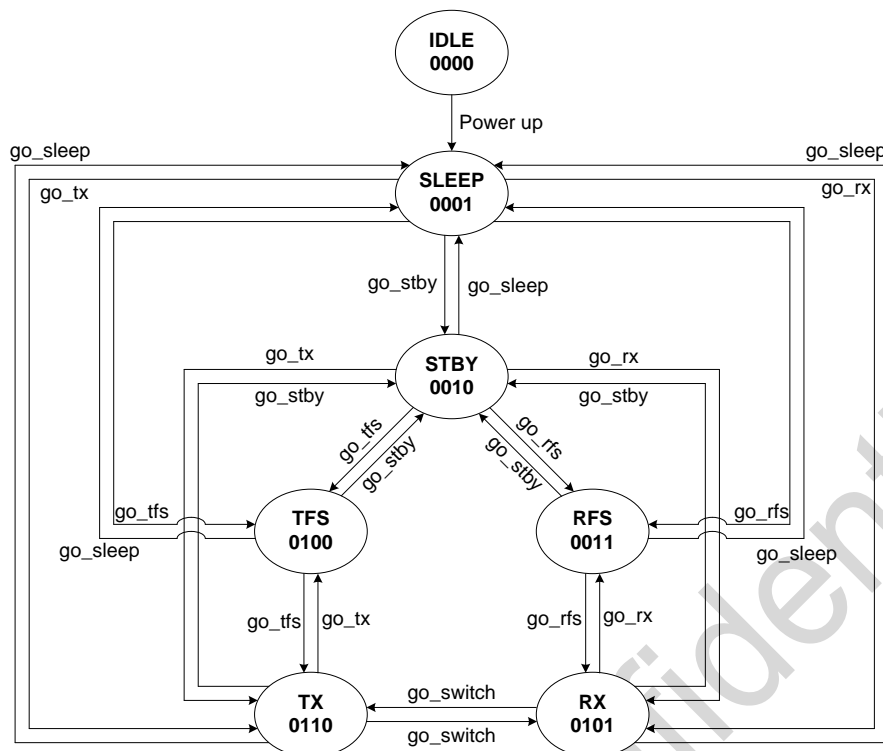 IDLE
0000
Power up
go_sleep
go_sleep
go_tx
SLEEP
0001
go_rx
go_stby
go_sleep
go_tx
STBY
0010
go_rx
go_stby
go_stby
go_tfs
go_stby
go_rfs
go_stby
go_tfs
TFS
0100
RFS
0011
go_rfs
go_sleep
go_sleep
go_tfs
go_tx
go_rfs
go_rx
TX
0110
go_switch
go_switch
RX
0101